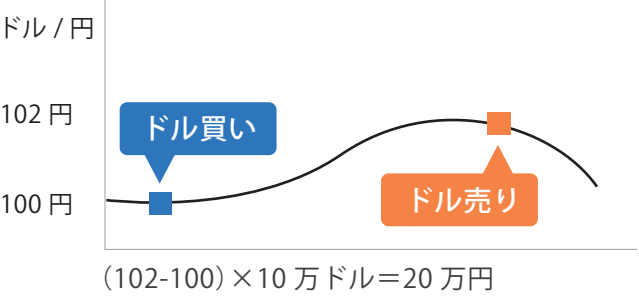 ドル / 円
102 円
ドル買い
100 円
ドル売り
(102-100)×10 万ドル＝20 万円